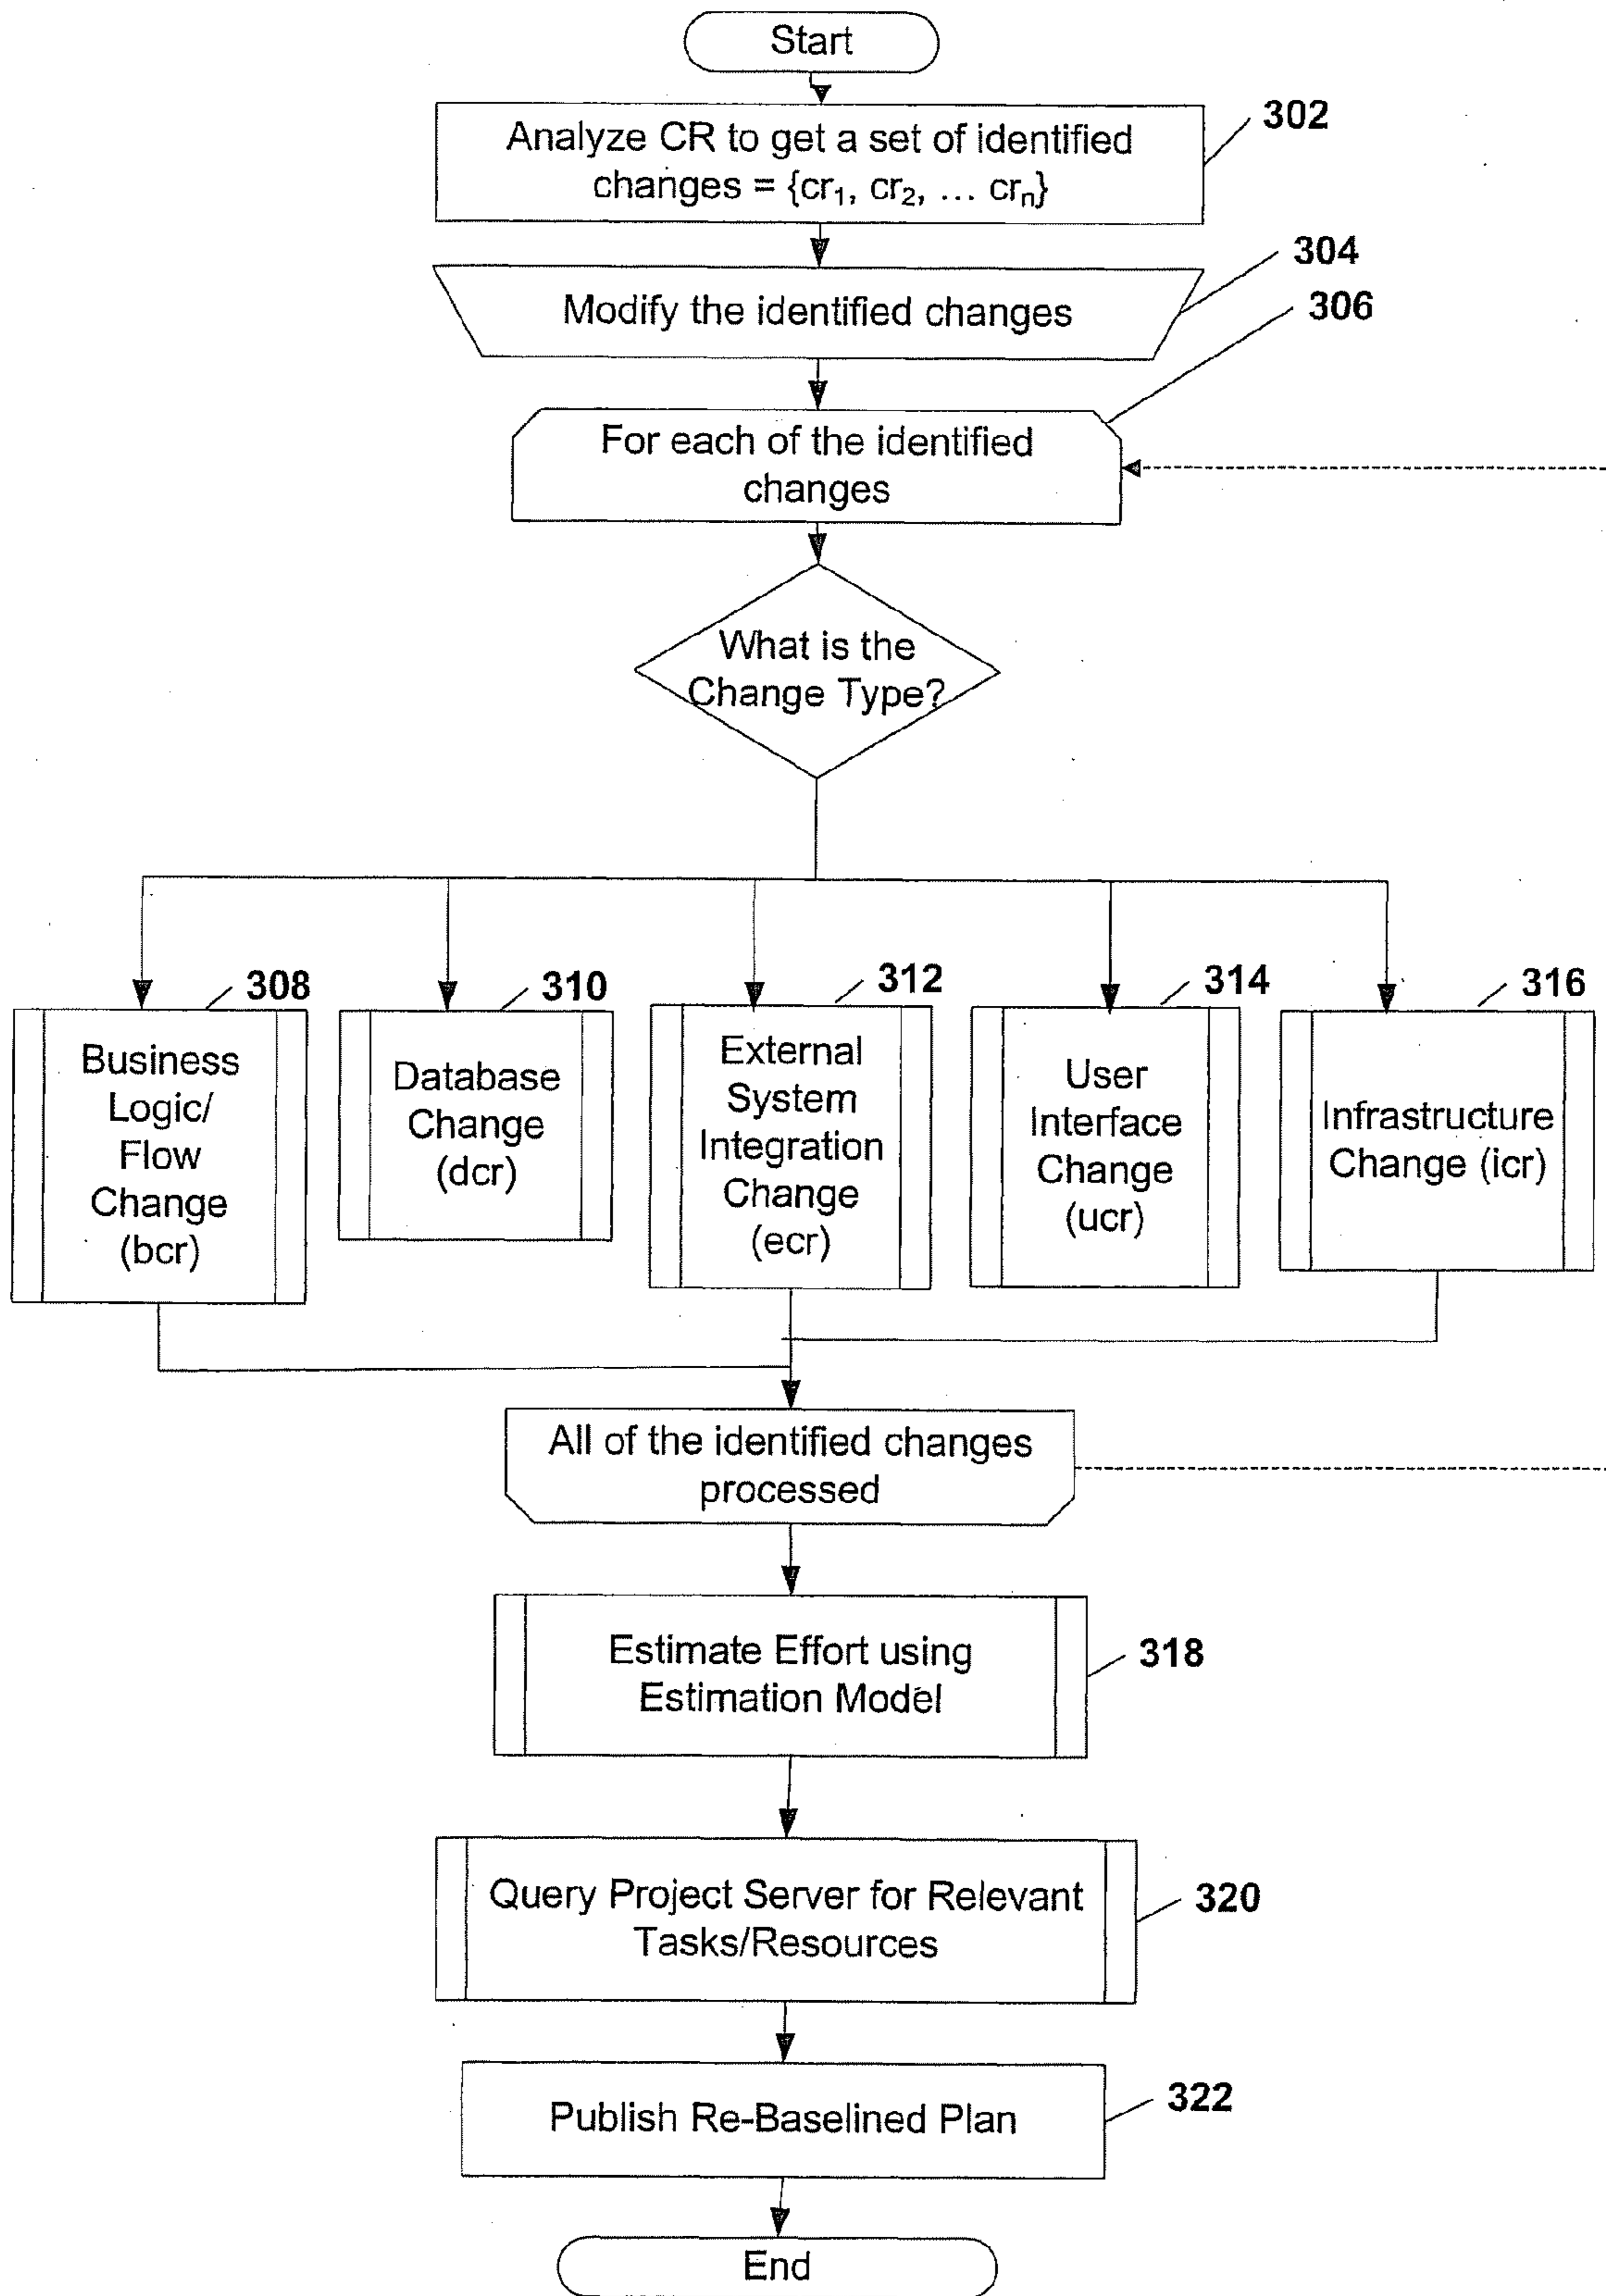 Start
Analyze CR to get a set of identified
changes = {cr₁, cr₂, ... crₙ}
302
Modify the identified changes
304
306
For each of the identified
changes
What is the
Change Type?
308
310
312
314
316
Business
Logic/
Flow
Change
(bcr)
Database
Change
(dcr)
External
System
Integration
Change
(ecr)
User
Interface
Change
(ucr)
Infrastructure
Change (icr)
All of the identified changes
processed
Estimate Effort using
Estimation Model
318
Query Project Server for Relevant
Tasks/Resources
320
Publish Re-Baselined Plan
322
End